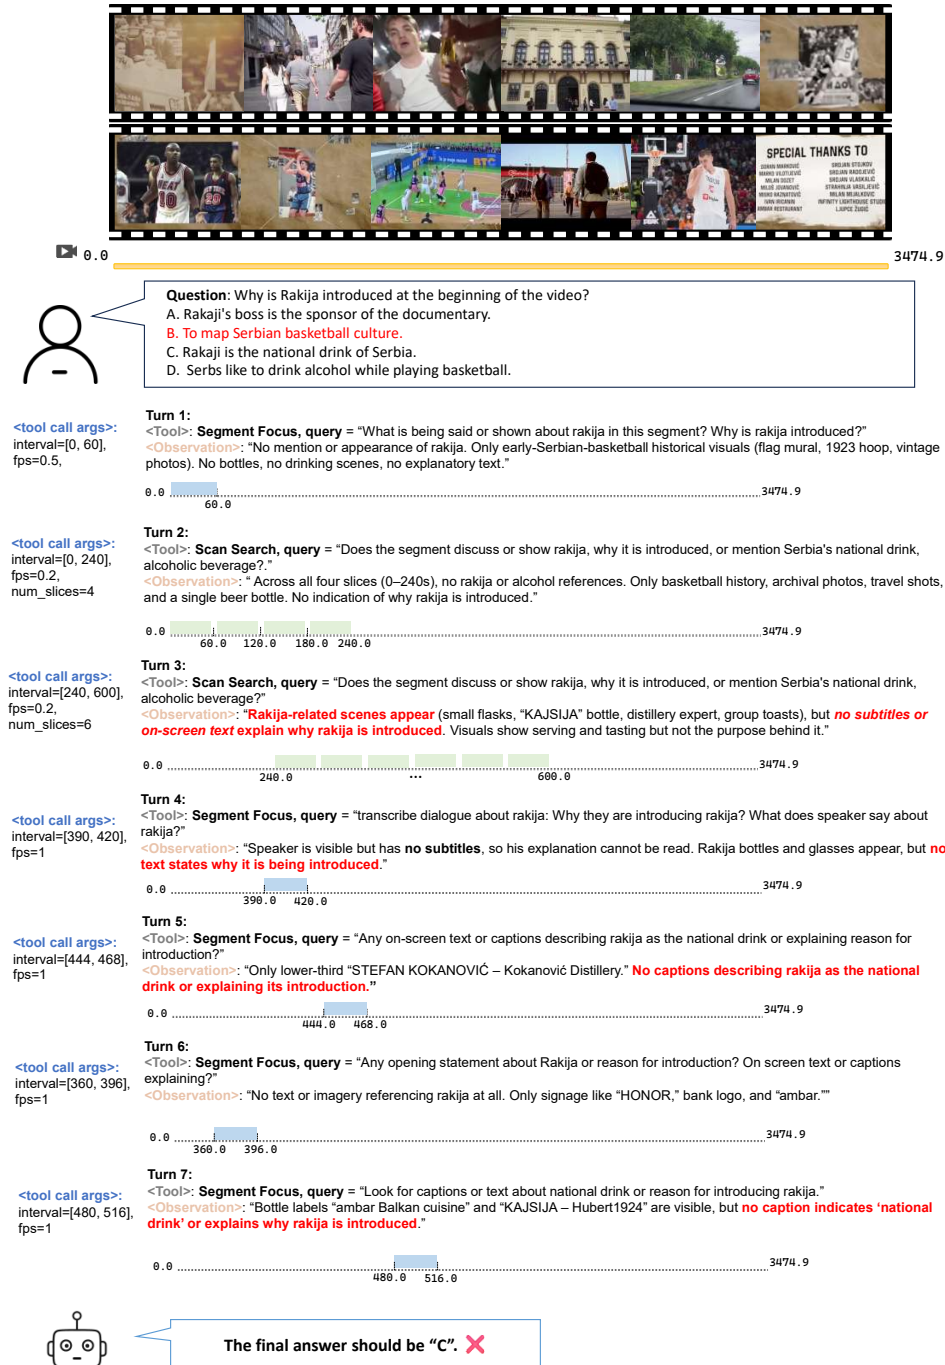 HEAT
10
RTC
SPECIAL THANKS TO
MILOŠ JOVANOVIĆ
IVAN IRICANIN
AMBAR RESTAURANT
SRDJAN STOJKOV
SRDJAN RADOJEVIĆ
SRDJAN VLASKALIĆ
STRAHINJA VASILJEVIĆ
MILAN MIJALKOVIĆ
INFINITY LIGHTHOUSE STUDIO
LJUPCE ŽUGIĆ
0.0
3474.9
Question: Why is Rakija introduced at the beginning of the video?
A. Rakaji's boss is the sponsor of the documentary.
B. To map Serbian basketball culture.
C. Rakaji is the national drink of Serbia.
D. Serbs like to drink alcohol while playing basketball.
<tool call args>:
interval=[0, 60],
fps=0.5,
Turn 1:
<Tool>: Segment Focus, query = “What is being said or shown about rakija in this segment? Why is rakija introduced?”
<Observation>: “No mention or appearance of rakija. Only early-Serbian-basketball historical visuals (flag mural, 1923 hoop, vintage
photos). No bottles, no drinking scenes, no explanatory text.”
0.0
3474.9
60.0
<tool call args>:
interval=[0, 240],
fps=0.2,
num_slices=4
Turn 2:
<Tool>: Scan Search, query = “Does the segment discuss or show rakija, why it is introduced, or mention Serbia's national drink,
alcoholic beverage?.”
<Observation>: “ Across all four slices (0–240s), no rakija or alcohol references. Only basketball history, archival photos, travel shots,
and a single beer bottle. No indication of why rakija is introduced.”
0.0
3474.9
60.0 120.0 180.0 240.0
<tool call args>:
interval=[240, 600],
fps=0.2,
num_slices=6
Turn 3:
<Tool>: Scan Search, query = “Does the segment discuss or show rakija, why it is introduced, or mention Serbia's national drink,
alcoholic beverage?”
<Observation>: “Rakija-related scenes appear (small flasks, “KAJSIJA” bottle, distillery expert, group toasts), but no subtitles or
on-screen text explain why rakija is introduced. Visuals show serving and tasting but not the purpose behind it.”
0.0
3474.9
240.0 ... 600.0
<tool call args>:
interval=[390, 420],
fps=1
Turn 4:
<Tool>: Segment Focus, query = “transcribe dialogue about rakija: Why they are introducing rakija? What does speaker say about
rakija?”
<Observation>: “Speaker is visible but has no subtitles, so his explanation cannot be read. Rakija bottles and glasses appear, but no
text states why it is being introduced.”
0.0
3474.9
390.0 420.0
<tool call args>:
interval=[444, 468],
fps=1
Turn 5:
<Tool>: Segment Focus, query = “Any on-screen text or captions describing rakija as the national drink or explaining reason for
introduction?”
<Observation>: “Only lower-third “STEFAN KOKANOVIĆ – Kokanović Distillery.” No captions describing rakija as the national
drink or explaining its introduction.”
0.0
3474.9
444.0 468.0
<tool call args>:
interval=[360, 396],
fps=1
Turn 6:
<Tool>: Segment Focus, query = “Any opening statement about Rakija or reason for introduction? On screen text or captions
explaining?”
<Observation>: “No text or imagery referencing rakija at all. Only signage like “HONOR,” bank logo, and “ambar.””
0.0
3474.9
360.0 396.0
<tool call args>:
interval=[480, 516],
fps=1
Turn 7:
<Tool>: Segment Focus, query = “Look for captions or text about national drink or reason for introducing rakija.”
<Observation>: “Bottle labels “ambar Balkan cuisine” and “KAJSIJA – Hubert1924” are visible, but no caption indicates ‘national
drink’ or explains why rakija is introduced.”
0.0
3474.9
480.0 516.0
The final answer should be “C”.